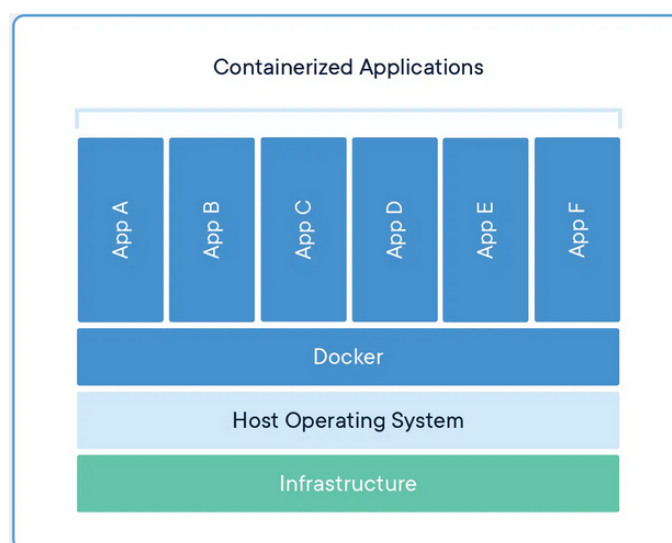 Containerized Applications
App A
App B
App C
App D
App E
App F
Docker
Host Operating System
Infrastructure